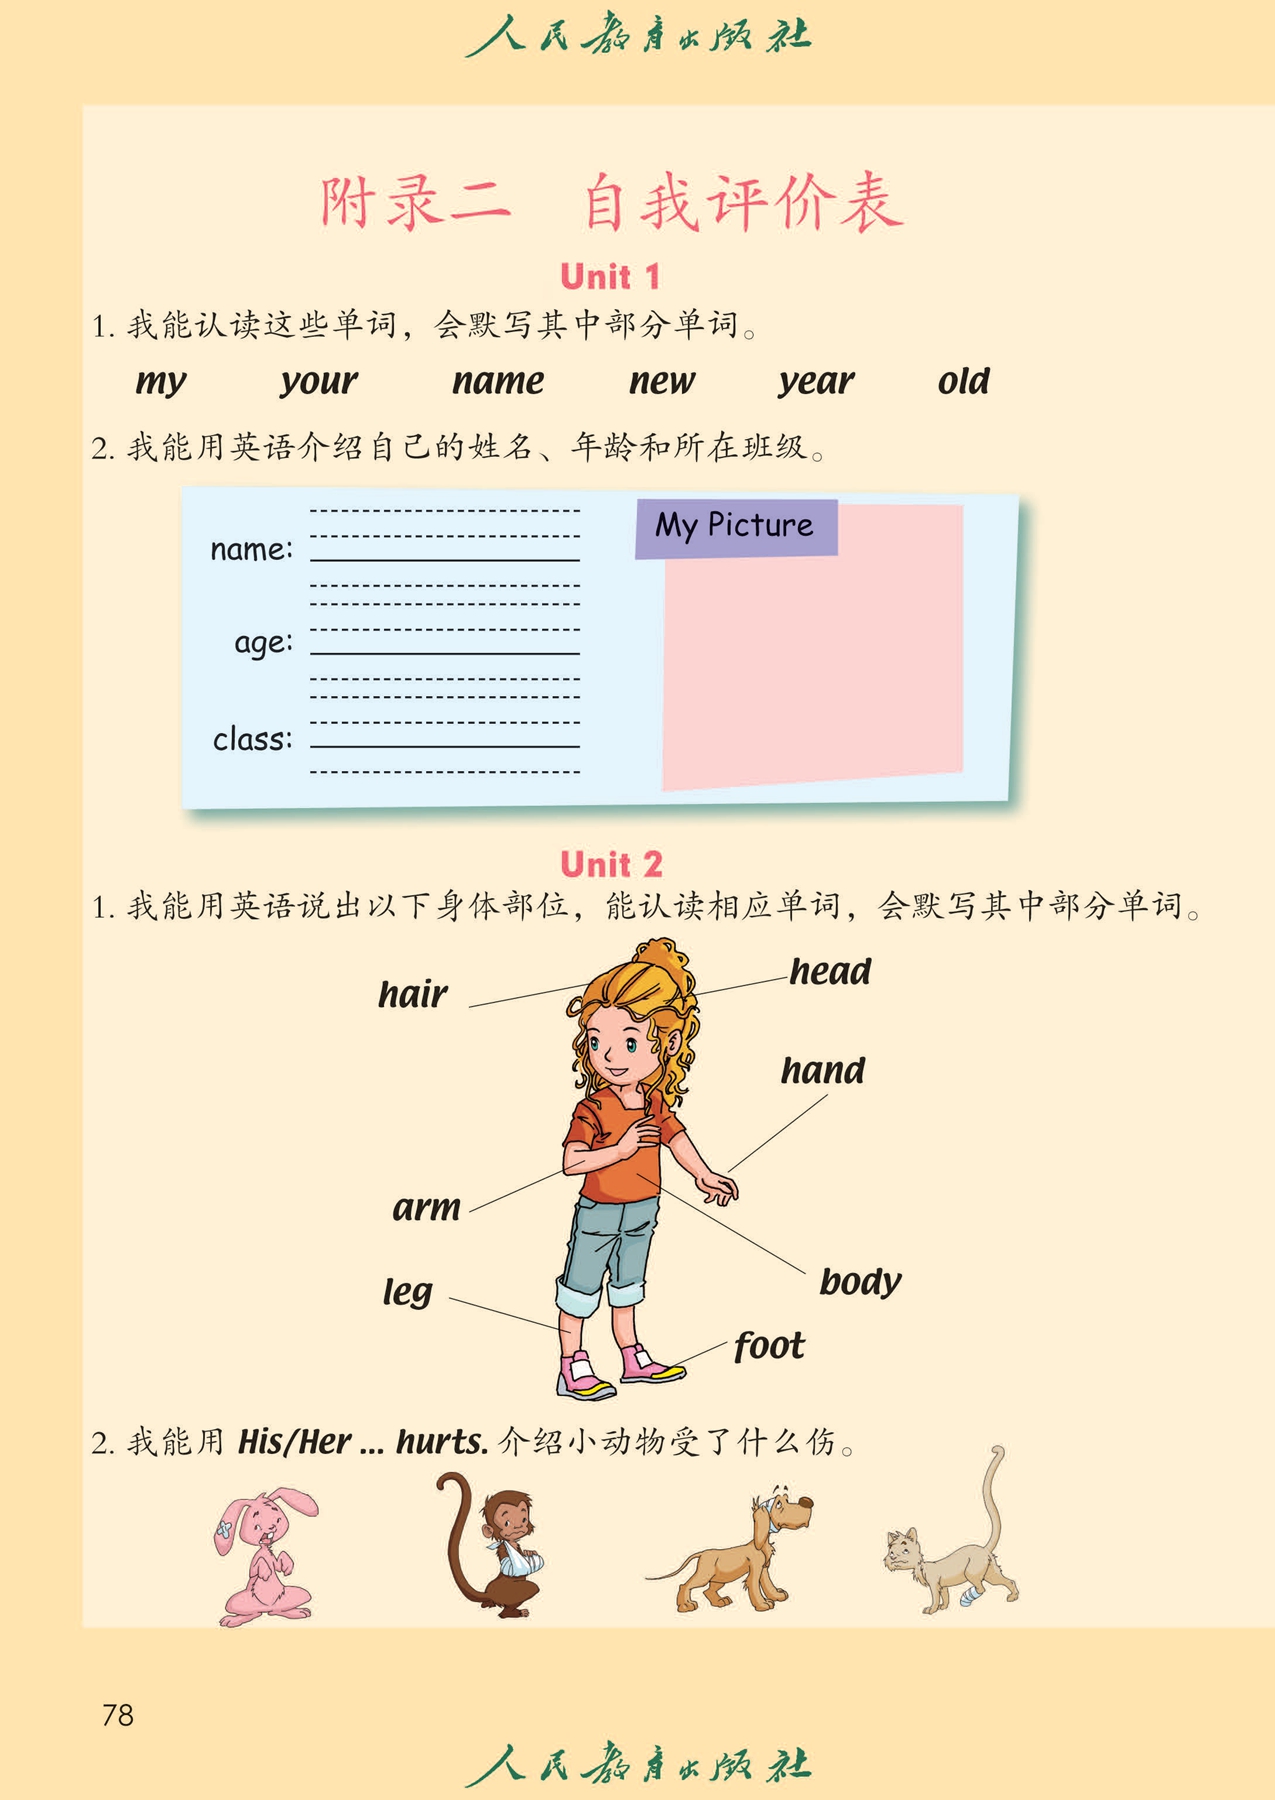 人民教育出版社
附录二 自我评价表
Unit 1
1. 我能认读这些单词，会默写其中部分单词。
my your name new year old
2. 我能用英语介绍自己的姓名、年龄和所在班级。
My Picture
name:
age:
class:
Unit 2
1. 我能用英语说出以下身体部位，能认读相应单词，会默写其中部分单词。
hair
head
hand
arm
body
leg
foot
2. 我能用 His/Her ... hurts. 介绍小动物受了什么伤。
78
人民教育出版社